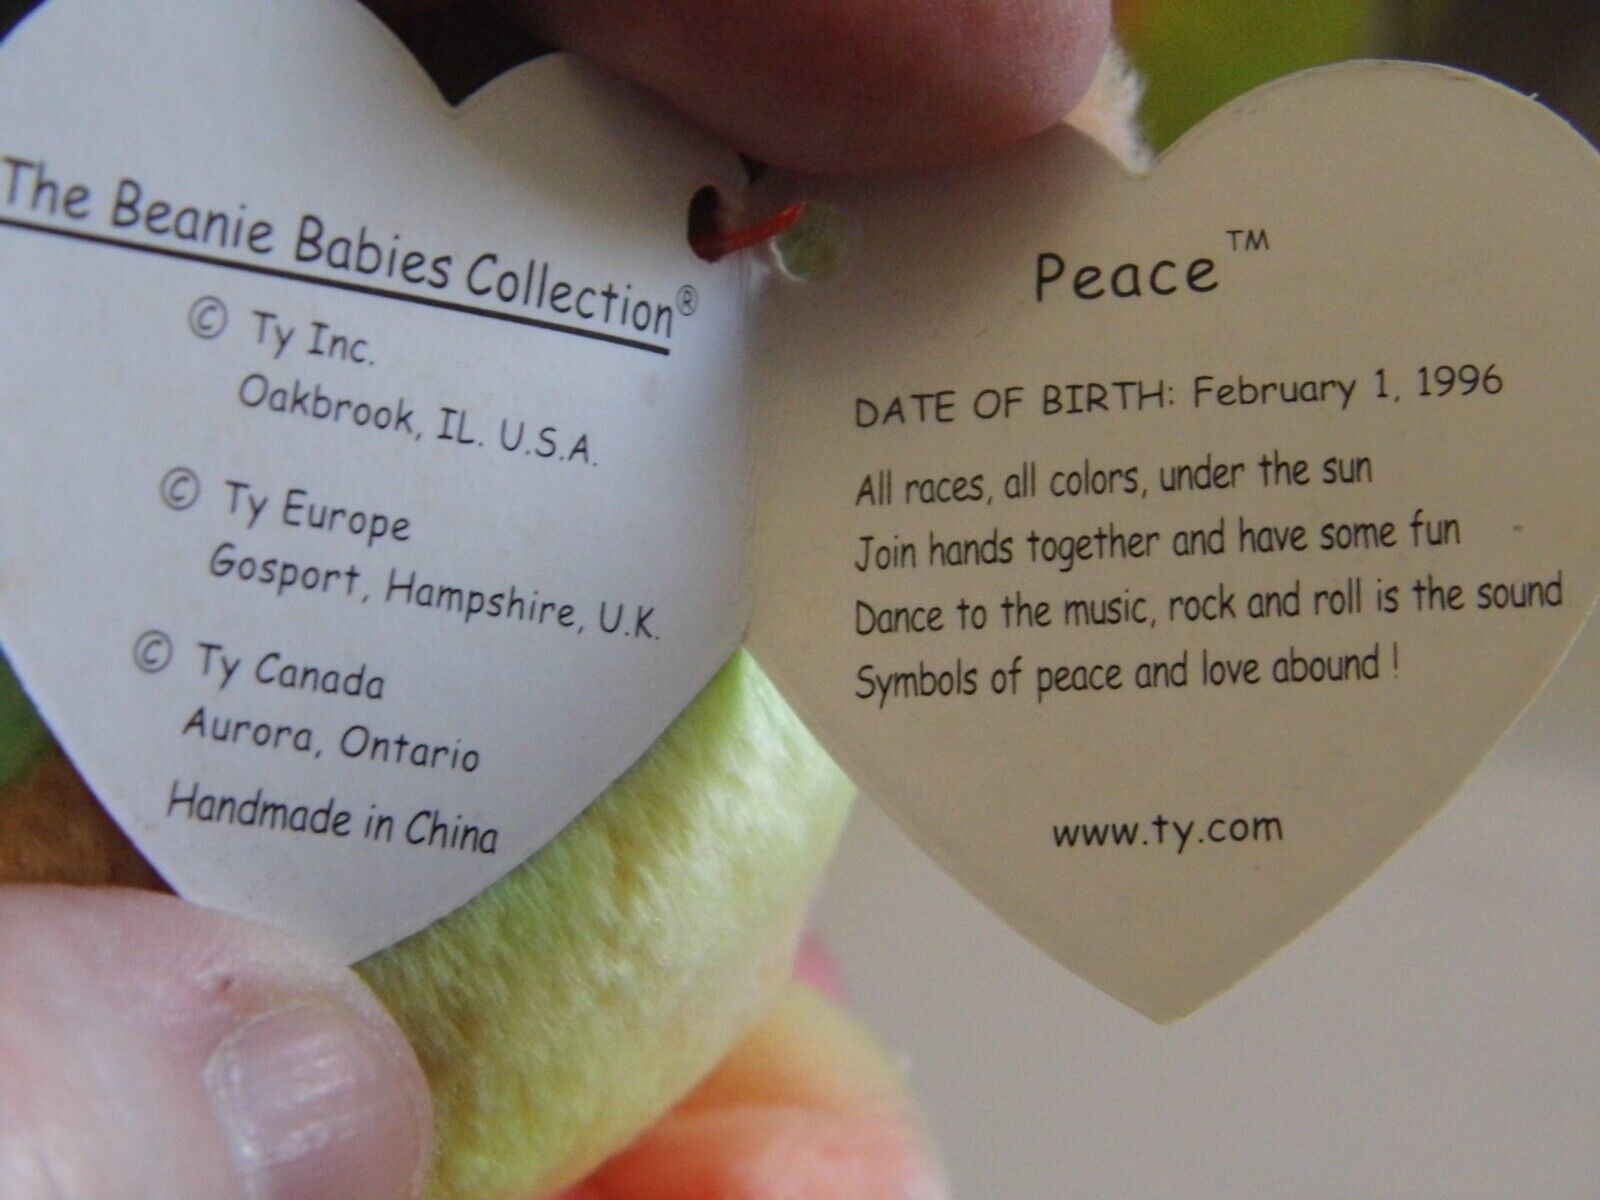 The Beanie Babies Collection®
© Ty Inc.
Oakbrook, IL. U.S.A.
© Ty Europe
Gosport, Hampshire, U.K.
© Ty Canada
Aurora, Ontario
Handmade in China
Peace™
DATE OF BIRTH: February 1, 1996
All races, all colors, under the sun
Join hands together and have some fun
Dance to the music, rock and roll is the sound
Symbols of peace and love abound !
www.ty.com